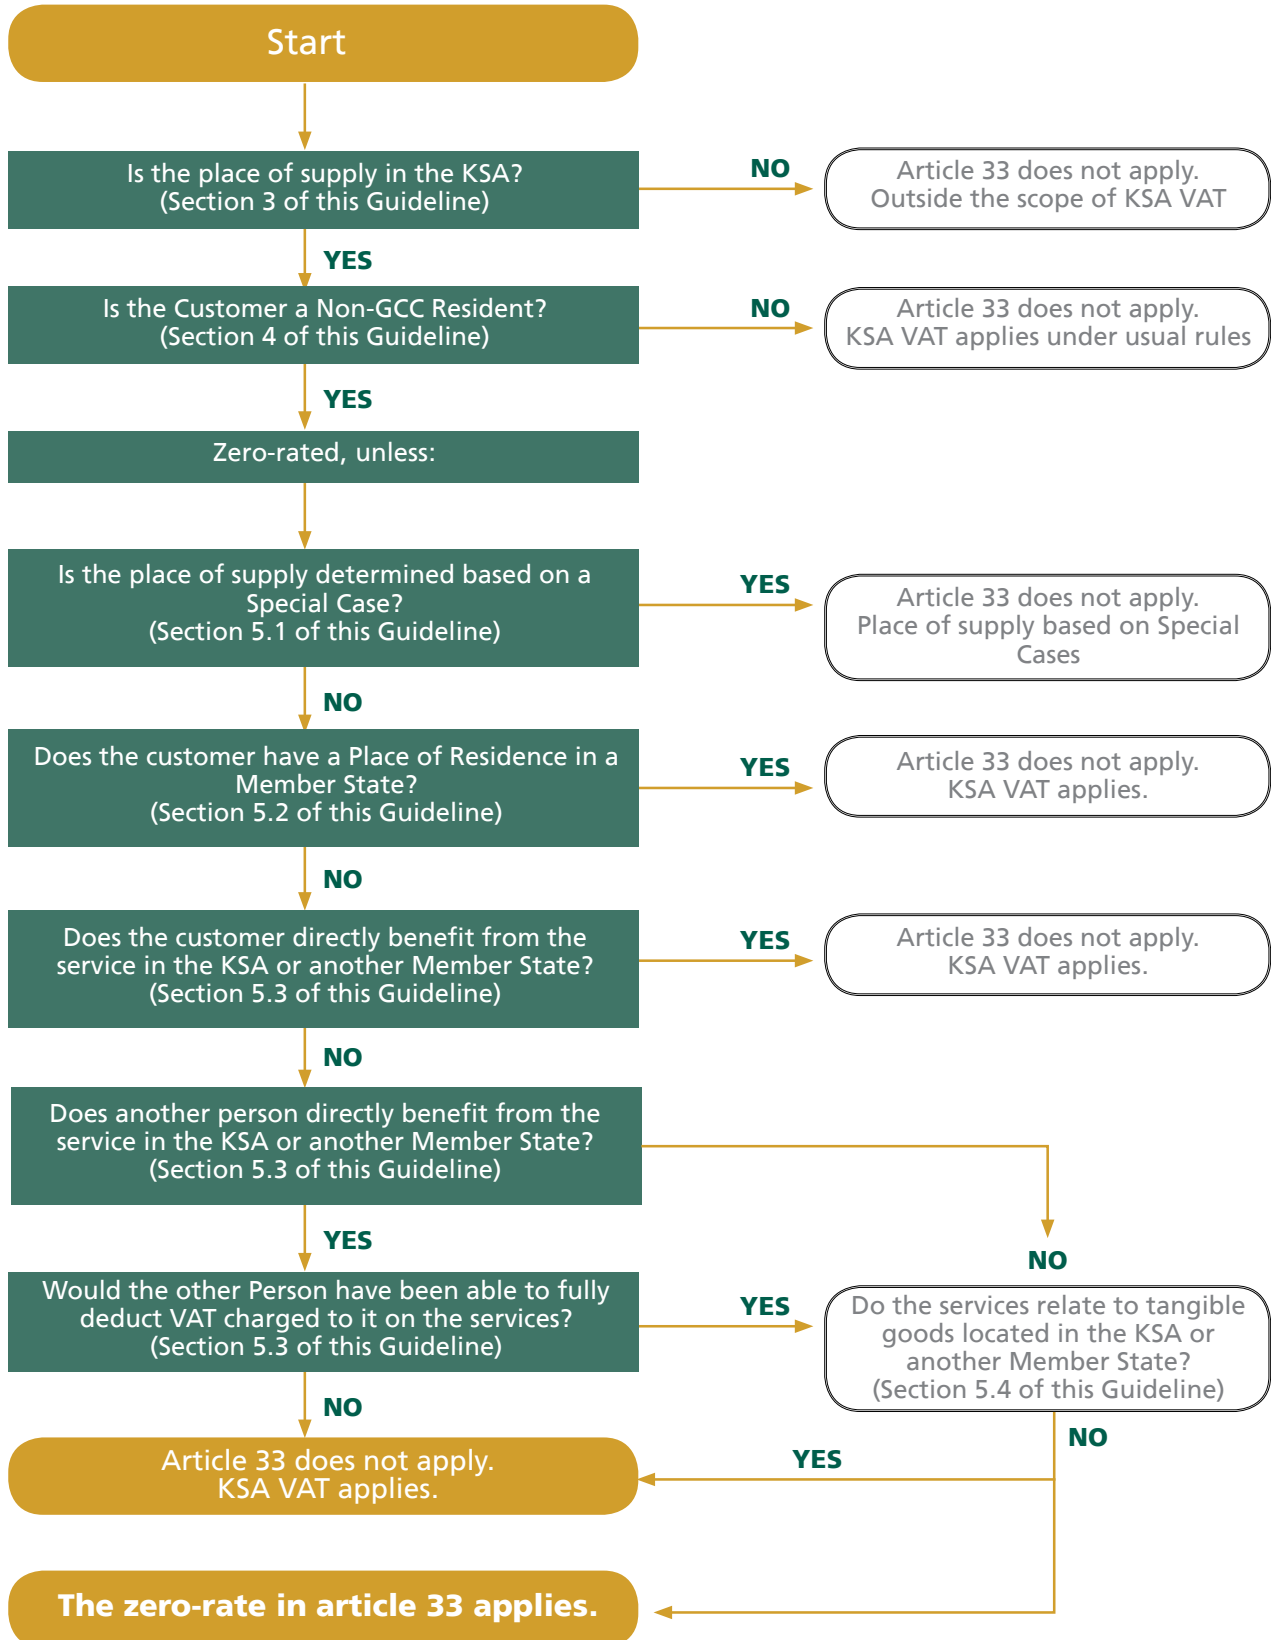 Start
Is the place of supply in the KSA?
(Section 3 of this Guideline)
NO
Article 33 does not apply.
Outside the scope of KSA VAT
YES
Is the Customer a Non-GCC Resident?
(Section 4 of this Guideline)
NO
Article 33 does not apply.
KSA VAT applies under usual rules
YES
Zero-rated, unless:
Is the place of supply determined based on a
Special Case?
(Section 5.1 of this Guideline)
YES
Article 33 does not apply.
Place of supply based on Special
Cases
NO
Does the customer have a Place of Residence in a
Member State?
(Section 5.2 of this Guideline)
YES
Article 33 does not apply.
KSA VAT applies.
NO
Does the customer directly benefit from the
service in the KSA or another Member State?
(Section 5.3 of this Guideline)
YES
Article 33 does not apply.
KSA VAT applies.
NO
Does another person directly benefit from the
service in the KSA or another Member State?
(Section 5.3 of this Guideline)
YES
NO
Would the other Person have been able to fully
deduct VAT charged to it on the services?
(Section 5.3 of this Guideline)
YES
Do the services relate to tangible
goods located in the KSA or
another Member State?
(Section 5.4 of this Guideline)
NO
NO
Article 33 does not apply.
KSA VAT applies.
YES
The zero-rate in article 33 applies.